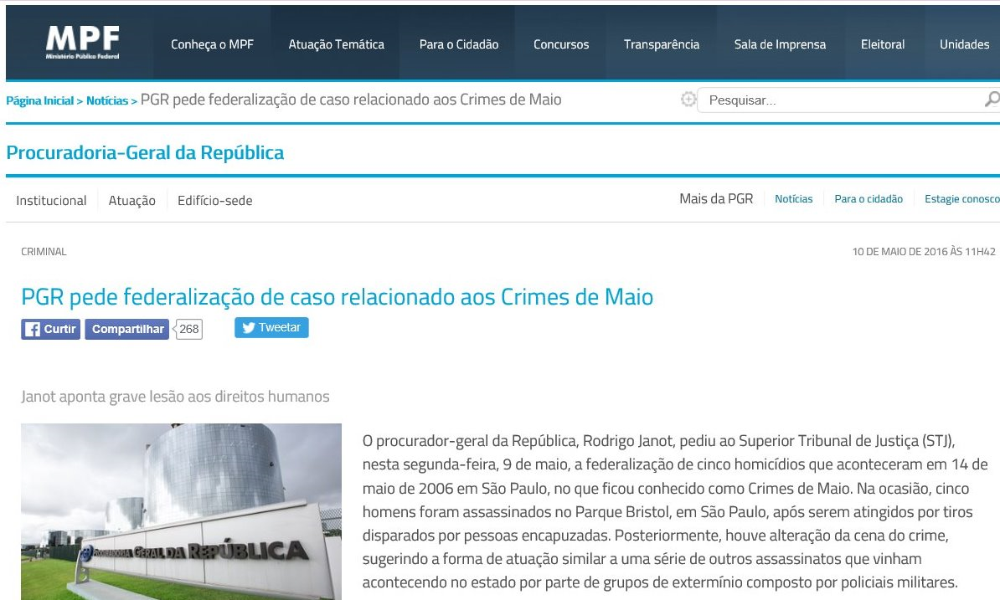 MPF
Ministério Público Federal
Conheça o MPF
Atuação Temática
Para o Cidadão
Concursos
Transparência
Sala de Imprensa
Eleitoral
Unidades
Página Inicial > Notícias > PGR pede federalização de caso relacionado aos Crimes de Maio
Pesquisar...
Procuradoria-Geral da República
Institucional
Atuação
Edifício-sede
Mais da PGR
Notícias
Para o cidadão
Estagie conosco
CRIMINAL
10 DE MAIO DE 2016 ÀS 11H42
PGR pede federalização de caso relacionado aos Crimes de Maio
Curtir
Compartilhar
268
Tweetar
Janot aponta grave lesão aos direitos humanos
PROCURADORIA GERAL DA REPÚBLICA
O procurador-geral da República, Rodrigo Janot, pediu ao Superior Tribunal de Justiça (STJ),
nesta segunda-feira, 9 de maio, a federalização de cinco homicídios que aconteceram em 14 de
maio de 2006 em São Paulo, no que ficou conhecido como Crimes de Maio. Na ocasião, cinco
homens foram assassinados no Parque Bristol, em São Paulo, após serem atingidos por tiros
disparados por pessoas encapuzadas. Posteriormente, houve alteração da cena do crime,
sugerindo a forma de atuação similar a uma série de outros assassinatos que vinham
acontecendo no estado por parte de grupos de extermínio composto por policiais militares.